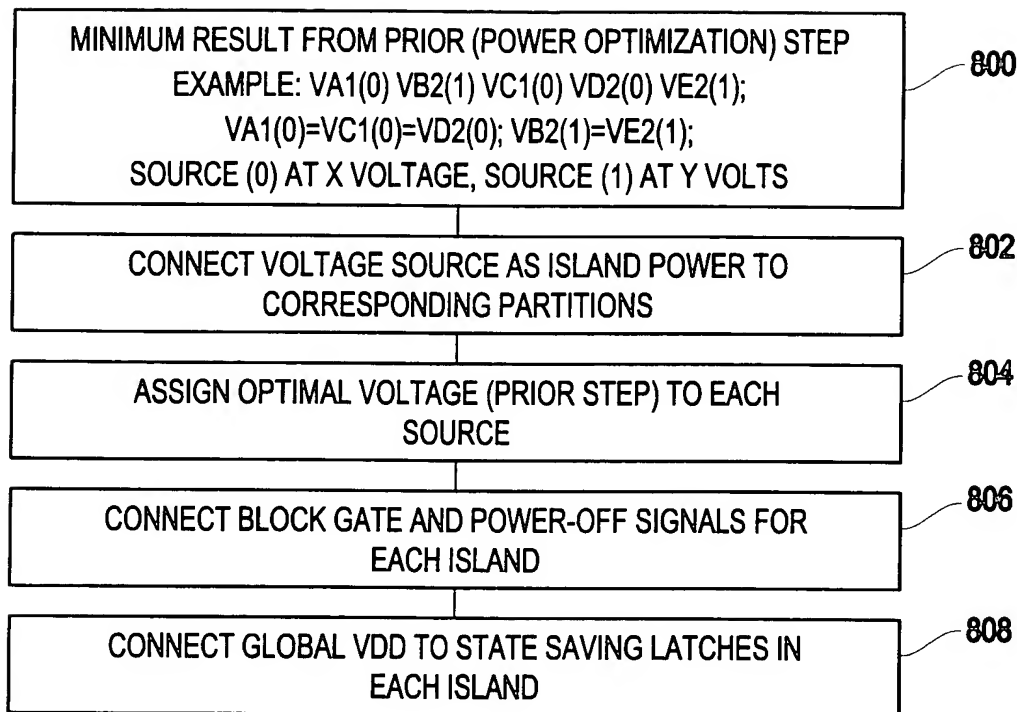 MINIMUM RESULT FROM PRIOR (POWER OPTIMIZATION) STEP
EXAMPLE: VA1(0) VB2(1) VC1(0) VD2(0) VE2(1);
VA1(0)=VC1(0)=VD2(0); VB2(1)=VE2(1);
SOURCE (0) AT X VOLTAGE, SOURCE (1) AT Y VOLTS
800
CONNECT VOLTAGE SOURCE AS ISLAND POWER TO
CORRESPONDING PARTITIONS
802
ASSIGN OPTIMAL VOLTAGE (PRIOR STEP) TO EACH
SOURCE
804
CONNECT BLOCK GATE AND POWER-OFF SIGNALS FOR
EACH ISLAND
806
CONNECT GLOBAL VDD TO STATE SAVING LATCHES IN
EACH ISLAND
808